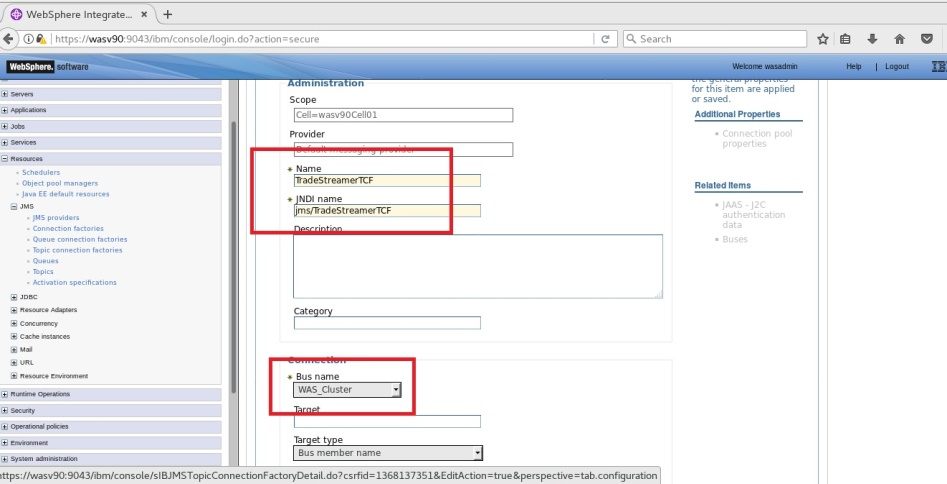 WebSphere Integrate...
https://wasv90:9043/ibm/console/login.do?action=secure
Search
WebSphere. software
Welcome wasadmin
Help | Logout
Servers
Applications
Jobs
Services
Resources
Schedulers
Object pool managers
Java EE default resources
JMS
JMS providers
Connection factories
Queue connection factories
Topic connection factories
Queues
Topics
Activation specifications
JDBC
Resource Adapters
Concurrency
Cache instances
Mail
URL
Resource Environment
Runtime Operations
Security
Operational policies
Environment
System administration
Administration
Scope
Cell=wasv90Cell01
Provider
Default messaging provider
Name
TradeStreamerTCF
JNDI name
jms/TradeStreamerTCF
Description
Category
Connection
Bus name
WAS_Cluster
Target
Target type
Bus member name
the general properties
for this item are applied
or saved.
Additional Properties
Connection pool
properties
Related Items
JAAS - J2C
authentication
data
Buses
https://wasv90:9043/ibm/console/sIBJMSTopicConnectionFactoryDetail.do?csrfid=1368137351&EditAction=true&perspective=tab.configuration